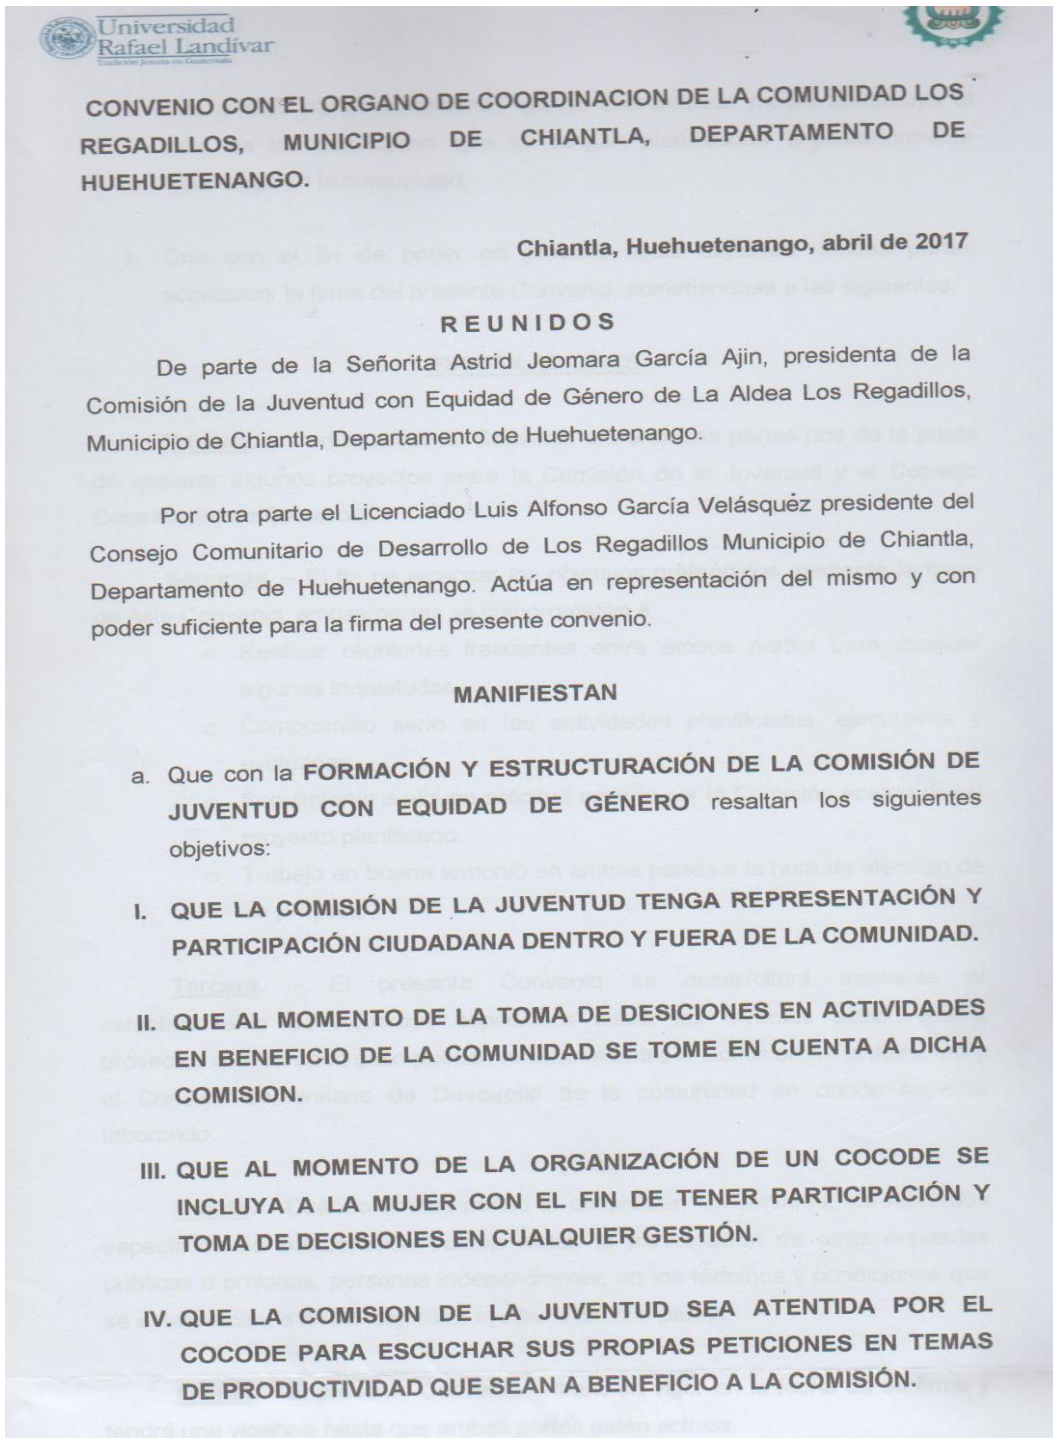 Universidad
Rafael Landívar
Tradición Jesuita en Guatemala
CONVENIO CON EL ORGANO DE COORDINACION DE LA COMUNIDAD LOS
REGADILLOS, MUNICIPIO DE CHIANTLA, DEPARTAMENTO DE
HUEHUETENANGO.
Chiantla, Huehuetenango, abril de 2017
REUNIDOS
De parte de la Señorita Astrid Jeomara García Ajin, presidenta de la
Comisión de la Juventud con Equidad de Género de La Aldea Los Regadillos,
Municipio de Chiantla, Departamento de Huehuetenango.
Por otra parte el Licenciado Luis Alfonso García Velásquez presidente del
Consejo Comunitario de Desarrollo de Los Regadillos Municipio de Chiantla,
Departamento de Huehuetenango. Actúa en representación del mismo y con
poder suficiente para la firma del presente convenio.
MANIFIESTAN
a. Que con la FORMACIÓN Y ESTRUCTURACIÓN DE LA COMISIÓN DE
JUVENTUD CON EQUIDAD DE GÉNERO resaltan los siguientes
objetivos:
I. QUE LA COMISIÓN DE LA JUVENTUD TENGA REPRESENTACIÓN Y
PARTICIPACIÓN CIUDADANA DENTRO Y FUERA DE LA COMUNIDAD.
II. QUE AL MOMENTO DE LA TOMA DE DESICIONES EN ACTIVIDADES
EN BENEFICIO DE LA COMUNIDAD SE TOME EN CUENTA A DICHA
COMISION.
III. QUE AL MOMENTO DE LA ORGANIZACIÓN DE UN COCODE SE
INCLUYA A LA MUJER CON EL FIN DE TENER PARTICIPACIÓN Y
TOMA DE DECISIONES EN CUALQUIER GESTIÓN.
IV. QUE LA COMISION DE LA JUVENTUD SEA ATENTIDA POR EL
COCODE PARA ESCUCHAR SUS PROPIAS PETICIONES EN TEMAS
DE PRODUCTIVIDAD QUE SEAN A BENEFICIO A LA COMISIÓN.